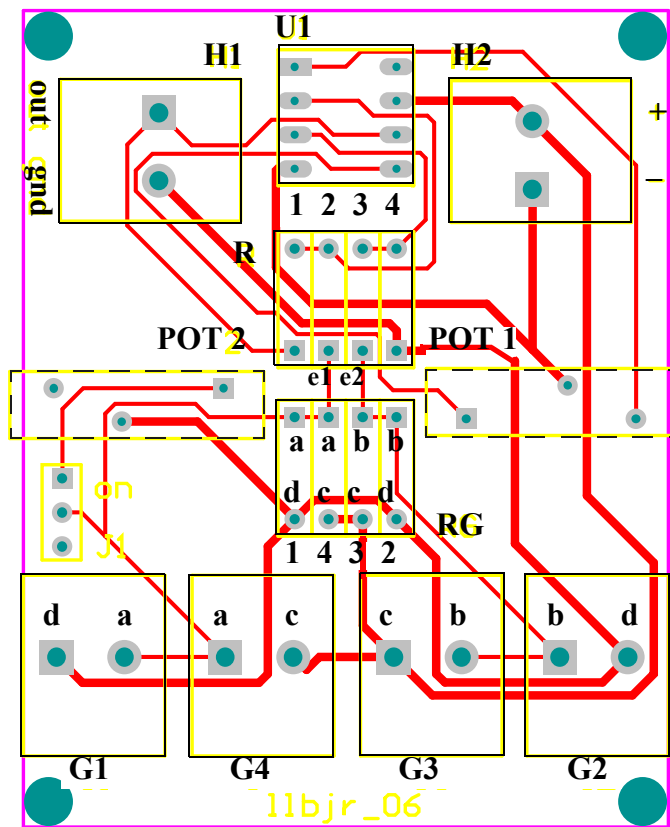 U1
H1 H2
out +
gnd −
1 2 3 4
R
POT 2 POT 1
e1 e2
a a b b
on
d c c d
RG
J1
1 4 3 2
d a a c c b b d
G1 G4 G3 G2
11bjr_06